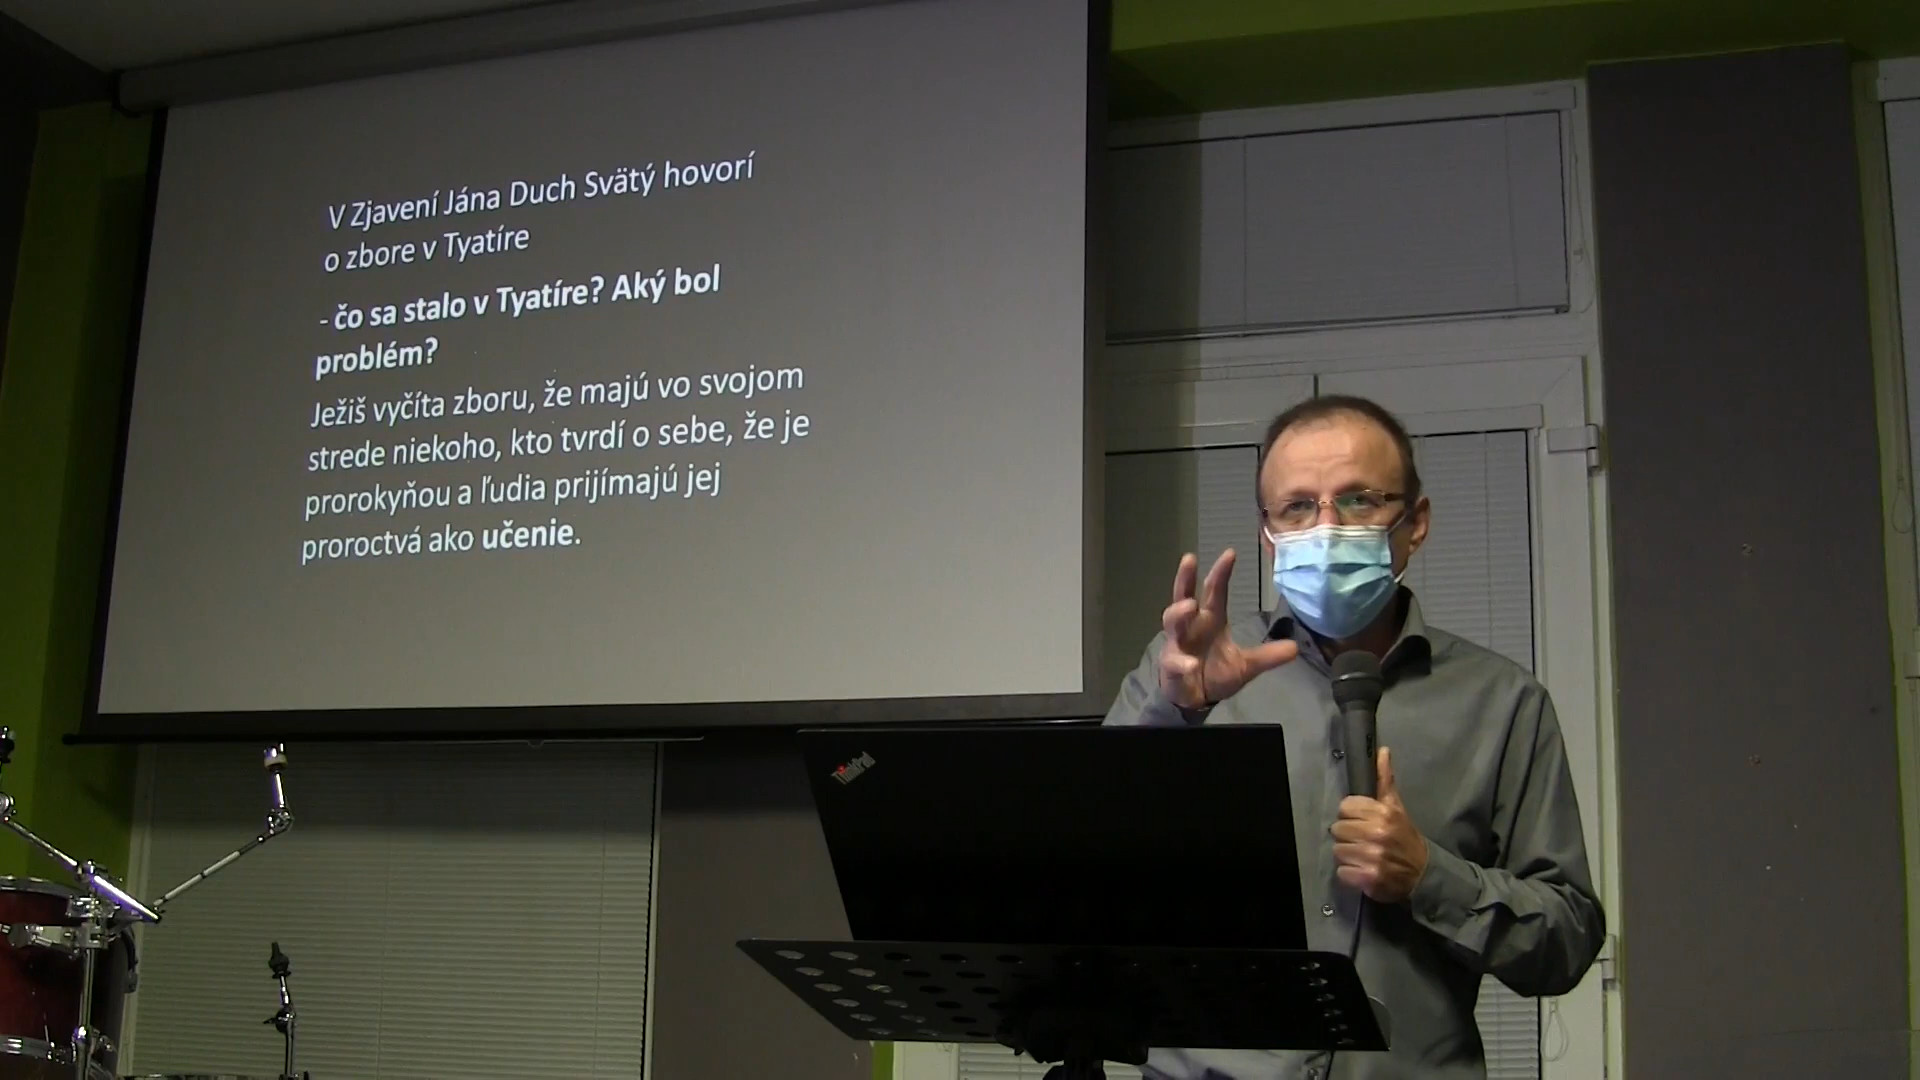 V Zjavení Jána Duch Svätý hovorí
o zbore v Tyatíre
- čo sa stalo v Tyatíre? Aký bol
problém?
Ježiš vyčíta zboru, že majú vo svojom
strede niekoho, kto tvrdí o sebe, že je
prorokyňou a ľudia prijímajú jej
proroctvá ako učenie.
ThinkPad